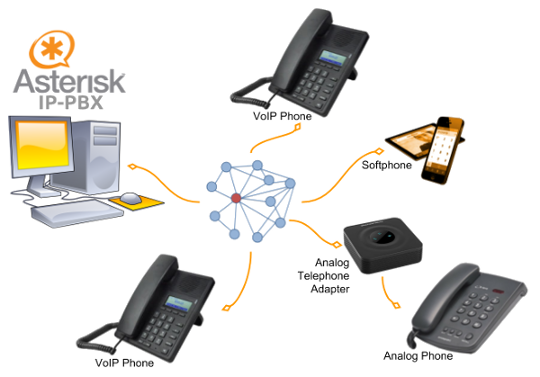 Asterisk
IP-PBX
VoIP Phone
Softphone
Analog
Telephone
Adapter
VoIP Phone
Analog Phone